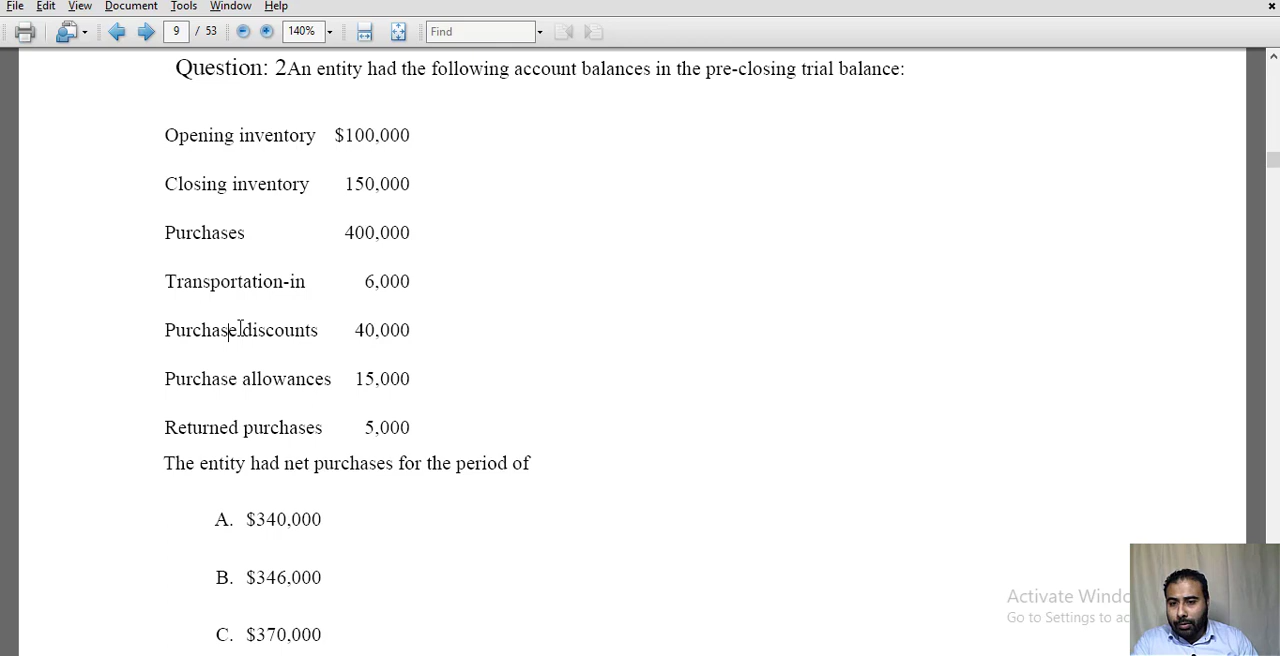 File Edit View Document Tools Window Help
9 / 53 140% Find
Question: 2An entity had the following account balances in the pre-closing trial balance:
Opening inventory $100,000
Closing inventory 150,000
Purchases 400,000
Transportation-in 6,000
Purchase discounts 40,000
Purchase allowances 15,000
Returned purchases 5,000
The entity had net purchases for the period of
A. $340,000
B. $346,000
C. $370,000
Activate
Go to Settings to